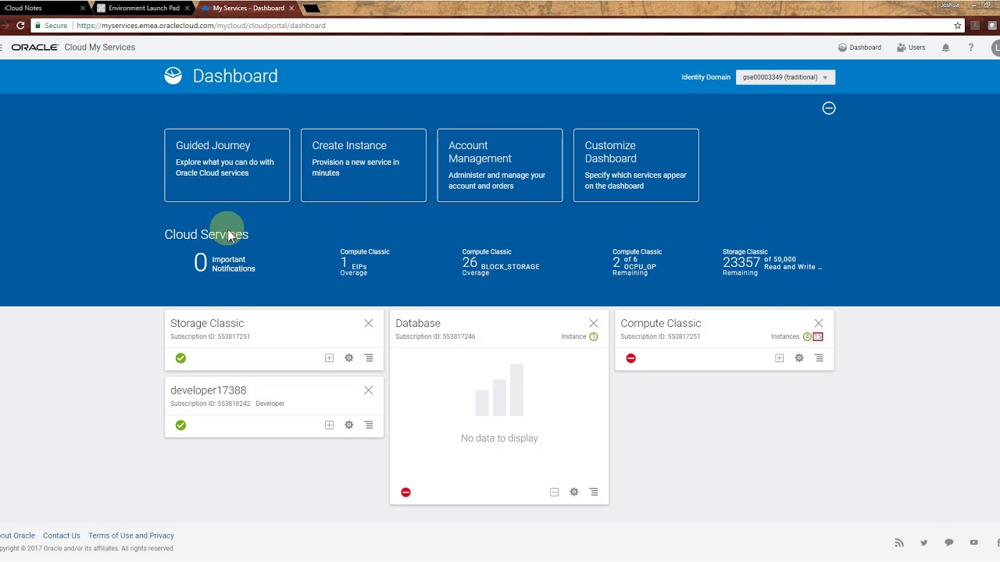 iCloud Notes
Environment Launch Pad
My Services - Dashboard
Joshua
Secure
https://myservices.emea.oraclecloud.com/mycloud/cloudportal/dashboard
ORACLE Cloud My Services
Dashboard
Users
?
L
Dashboard
Identity Domain
gse00003349 (traditional)
Guided Journey
Explore what you can do with
Oracle Cloud services
Create Instance
Provision a new service in
minutes
Account
Management
Administer and manage your
account and orders
Customize
Dashboard
Specify which services appear
on the dashboard
Cloud Services
0 Important
Notifications
Compute Classic
1 EIPs
Overage
Compute Classic
26 BLOCK_STORAGE
Overage
Compute Classic
2 of 6
OCPU_GP
Remaining
Storage Classic
23357 of 50,000
Read and Write ...
Remaining
Storage Classic
Subscription ID: 553817251
developer17388
Subscription ID: 553818242 Developer
Database
Subscription ID: 553817246
Instance 1
No data to display
Compute Classic
Subscription ID: 553817251
Instances 4 15
out Oracle
Contact Us
Terms of Use and Privacy
pyright © 2017 Oracle and/or its affiliates. All rights reserved.